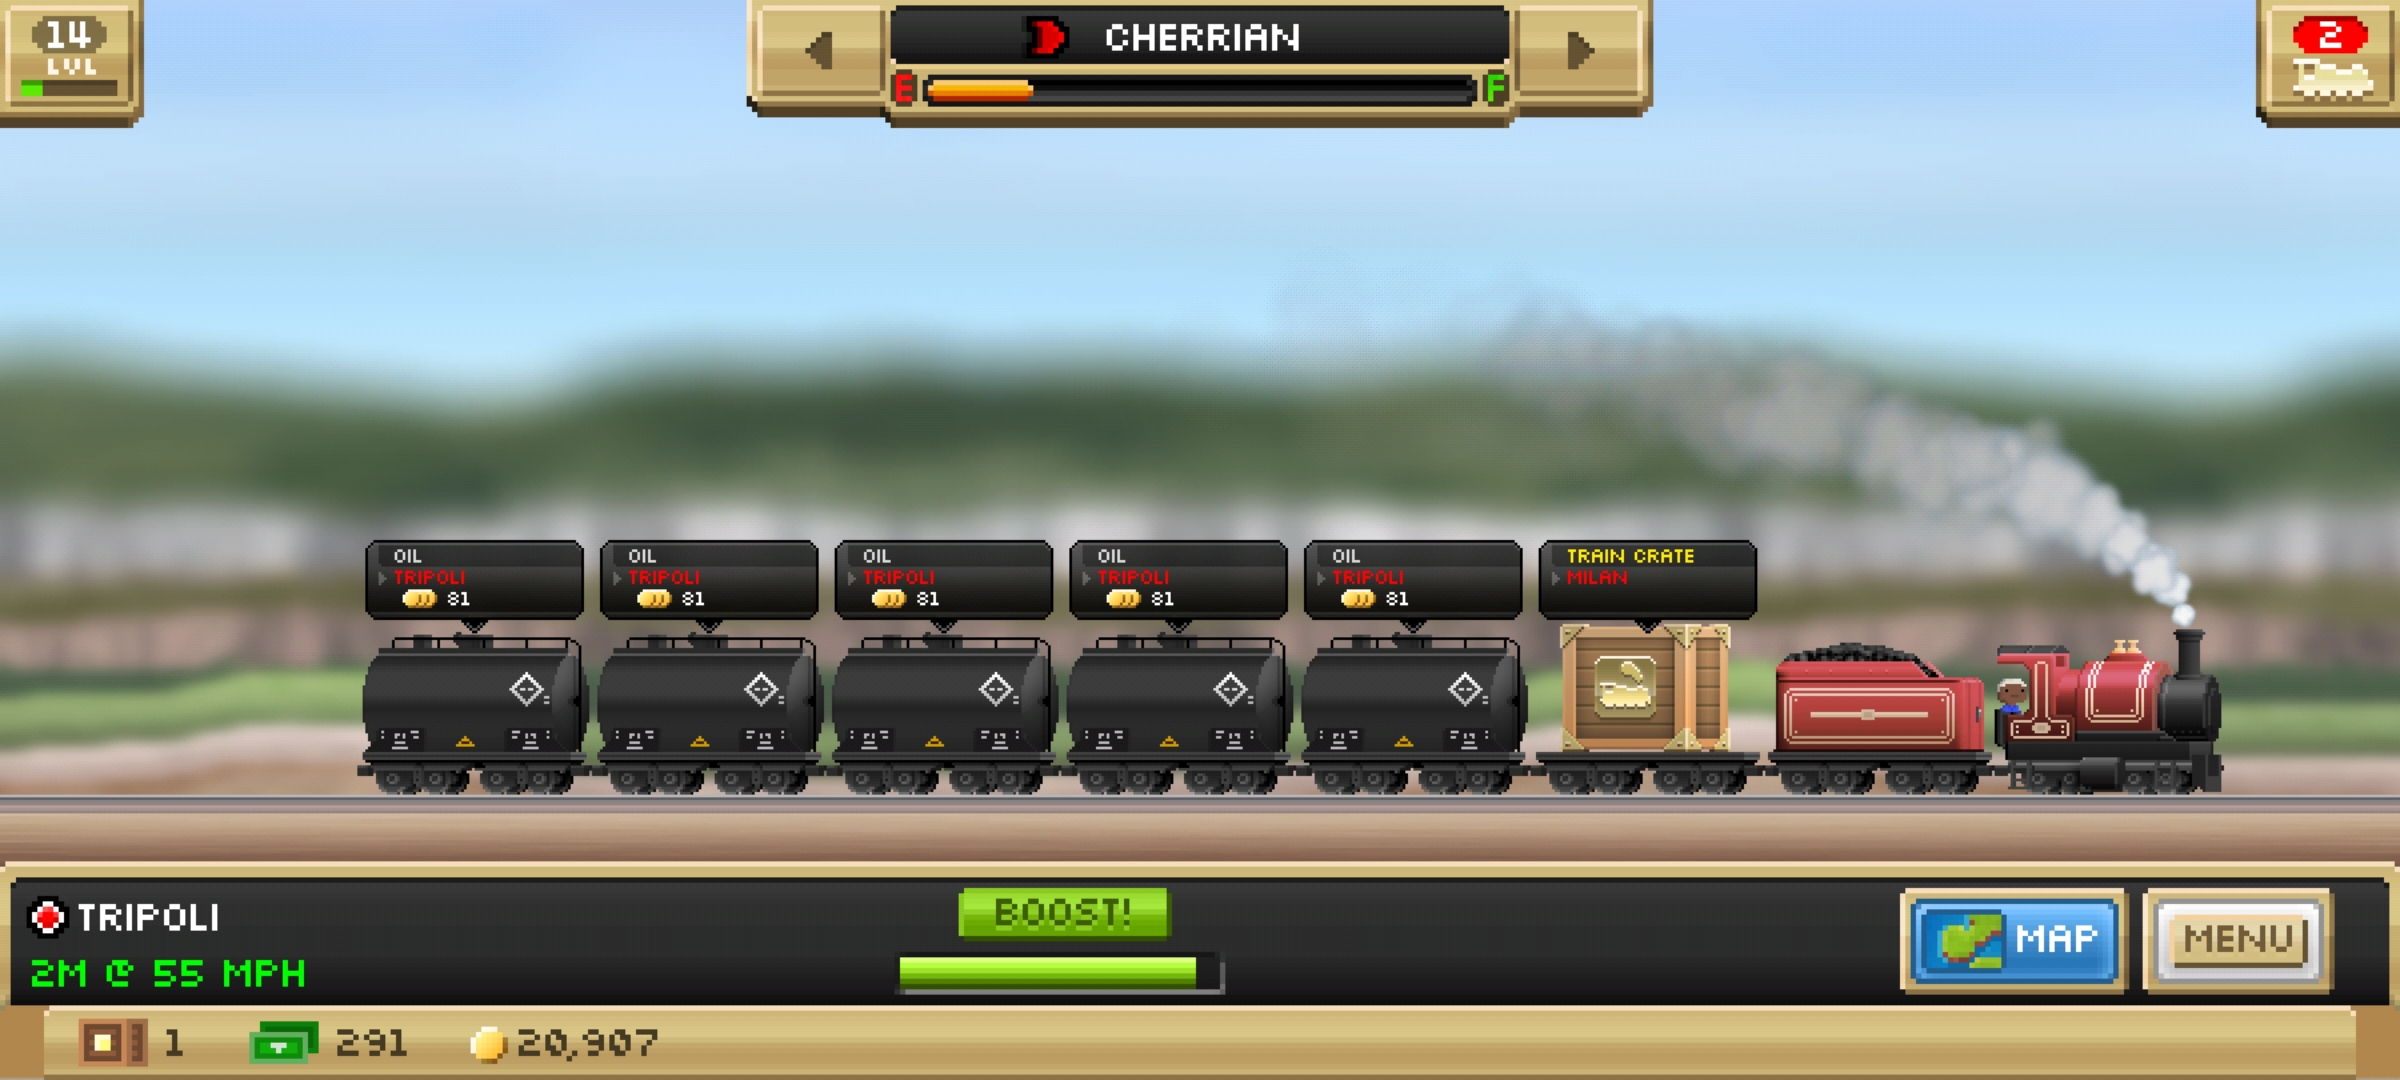 14
LVL
CHERRIAN
E
F
2
OIL
TRIPOLI
81
OIL
TRIPOLI
81
OIL
TRIPOLI
81
OIL
TRIPOLI
81
OIL
TRIPOLI
81
TRAIN CRATE
MILAN
TRIPOLI
2M @ 55 MPH
BOOST!
MAP
MENU
1
291
20,907